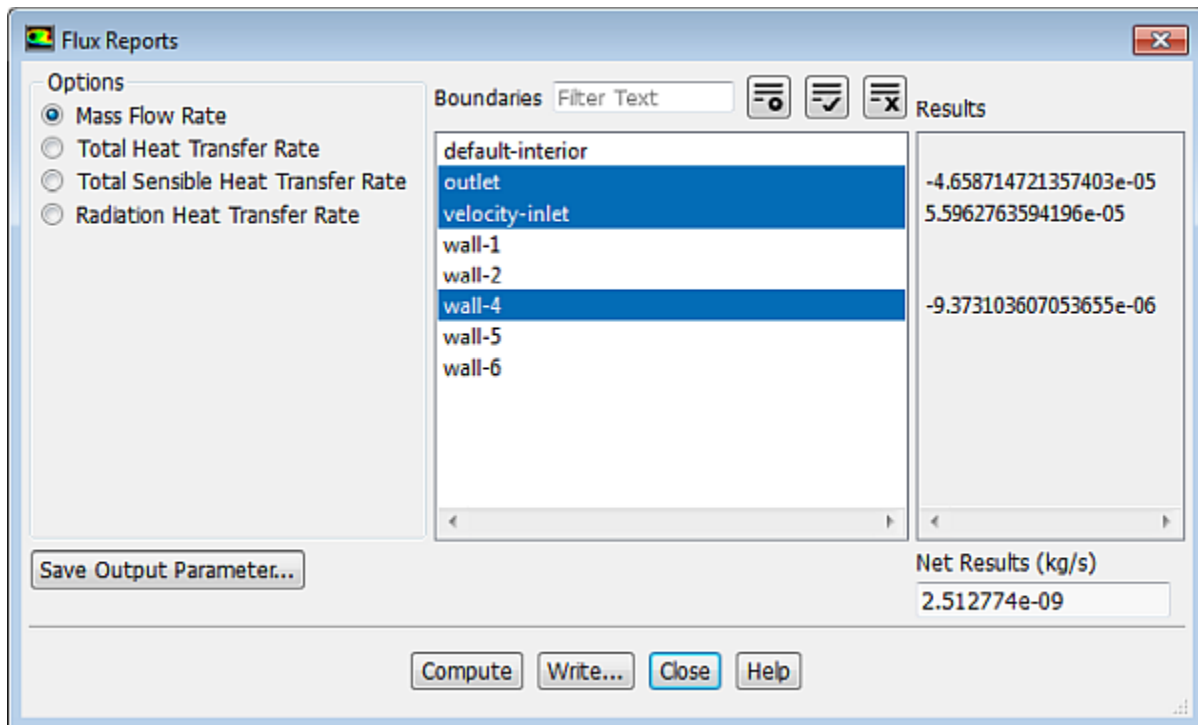 Flux Reports
Options
Mass Flow Rate
Total Heat Transfer Rate
Total Sensible Heat Transfer Rate
Radiation Heat Transfer Rate
Save Output Parameter...
Boundaries Filter Text
default-interior
outlet
velocity-inlet
wall-1
wall-2
wall-4
wall-5
wall-6
Results
-4.658714721357403e-05
5.5962763594196e-05
-9.373103607053655e-06
Net Results (kg/s)
2.512774e-09
Compute Write... Close Help